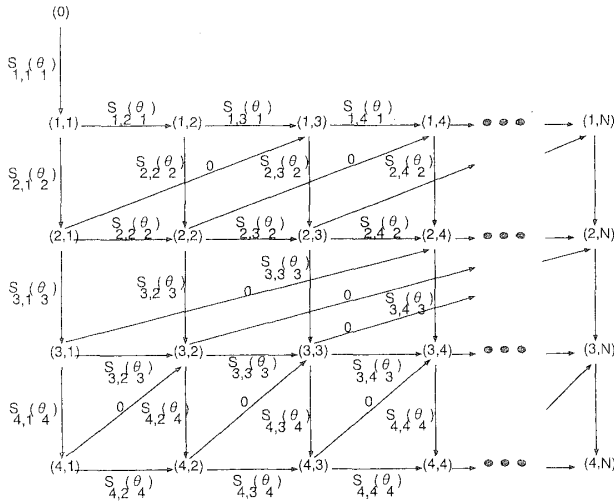 (0)
S1,1(θ1)
S1,2(θ1) S1,3(θ1) S1,4(θ1)
(1,1) (1,2) (1,3) (1,4) ● ● ● (1,N)
S2,1(θ2) S2,2(θ2) 0 S2,3(θ2) 0 S2,4(θ2)
(2,1) (2,2) (2,3) (2,4) ● ● ● (2,N)
S2,2(θ2) S2,3(θ2) S2,4(θ2)
S3,1(θ3) S3,2(θ3) 0 S3,3(θ3) 0 S3,4(θ3) 0
(3,1) (3,2) (3,3) (3,4) ● ● ● (3,N)
S3,2(θ3) S3,3(θ3) S3,4(θ3)
S4,1(θ4) 0 S4,2(θ4) 0 S4,3(θ4) 0 S4,4(θ4)
(4,1) (4,2) (4,3) (4,4) ● ● ● (4,N)
S4,2(θ4) S4,3(θ4) S4,4(θ4)